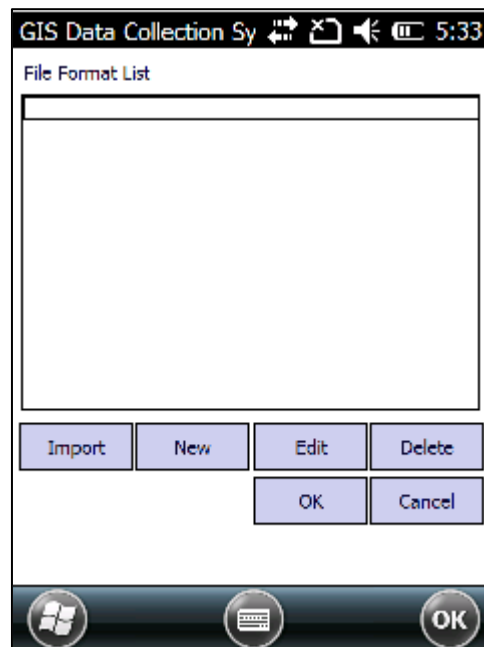 GIS Data Collection Sy 5:33
File Format List
Import New Edit Delete
OK Cancel
OK